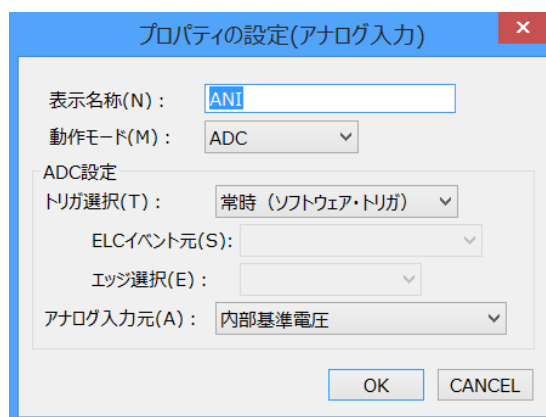 プロパティの設定(アナログ入力)
×
表示名称(N)： ANI
動作モード(M)： ADC
ADC設定
トリガ選択(T)： 常時（ソフトウェア・トリガ）
ELCイベント元(S):
エッジ選択(E)：
アナログ入力元(A)： 内部基準電圧
OK CANCEL